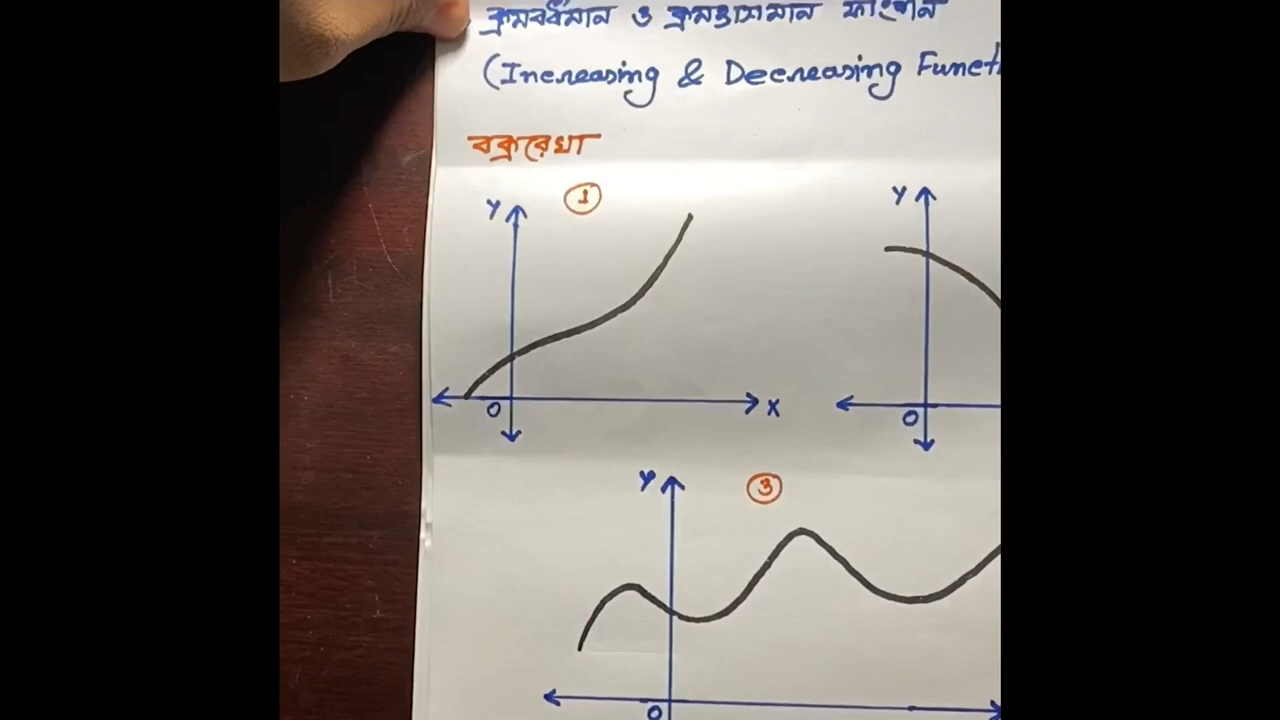 ক্রমবর্ধমান ও ক্রমহ্রাসমান ফাংশন
(Increasing & Decreasing Funct
বক্ররেখা
1
Y
Y
O
X
O
Y
3
O